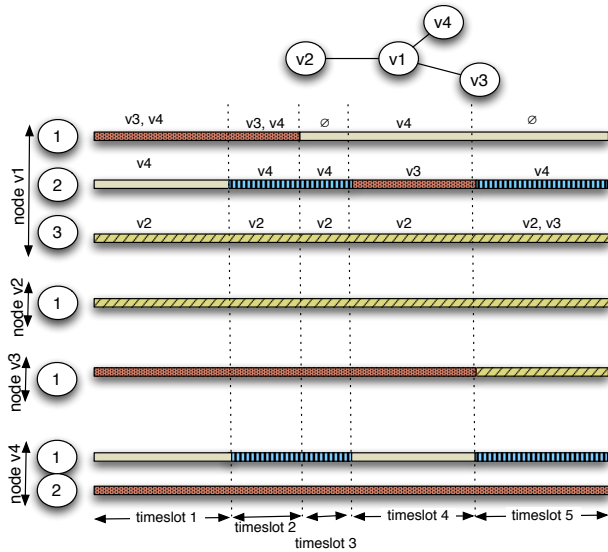 v4
v2 v1
v3
v3, v4 v3, v4 ∅ v4 ∅
1
v4 v4 v4 v3 v4
2
node v1
v2 v2 v2 v2 v2, v3
3
node v2
1
node v3
1
node v4
1
2
timeslot 1 timeslot 4 timeslot 5
timeslot 2
timeslot 3